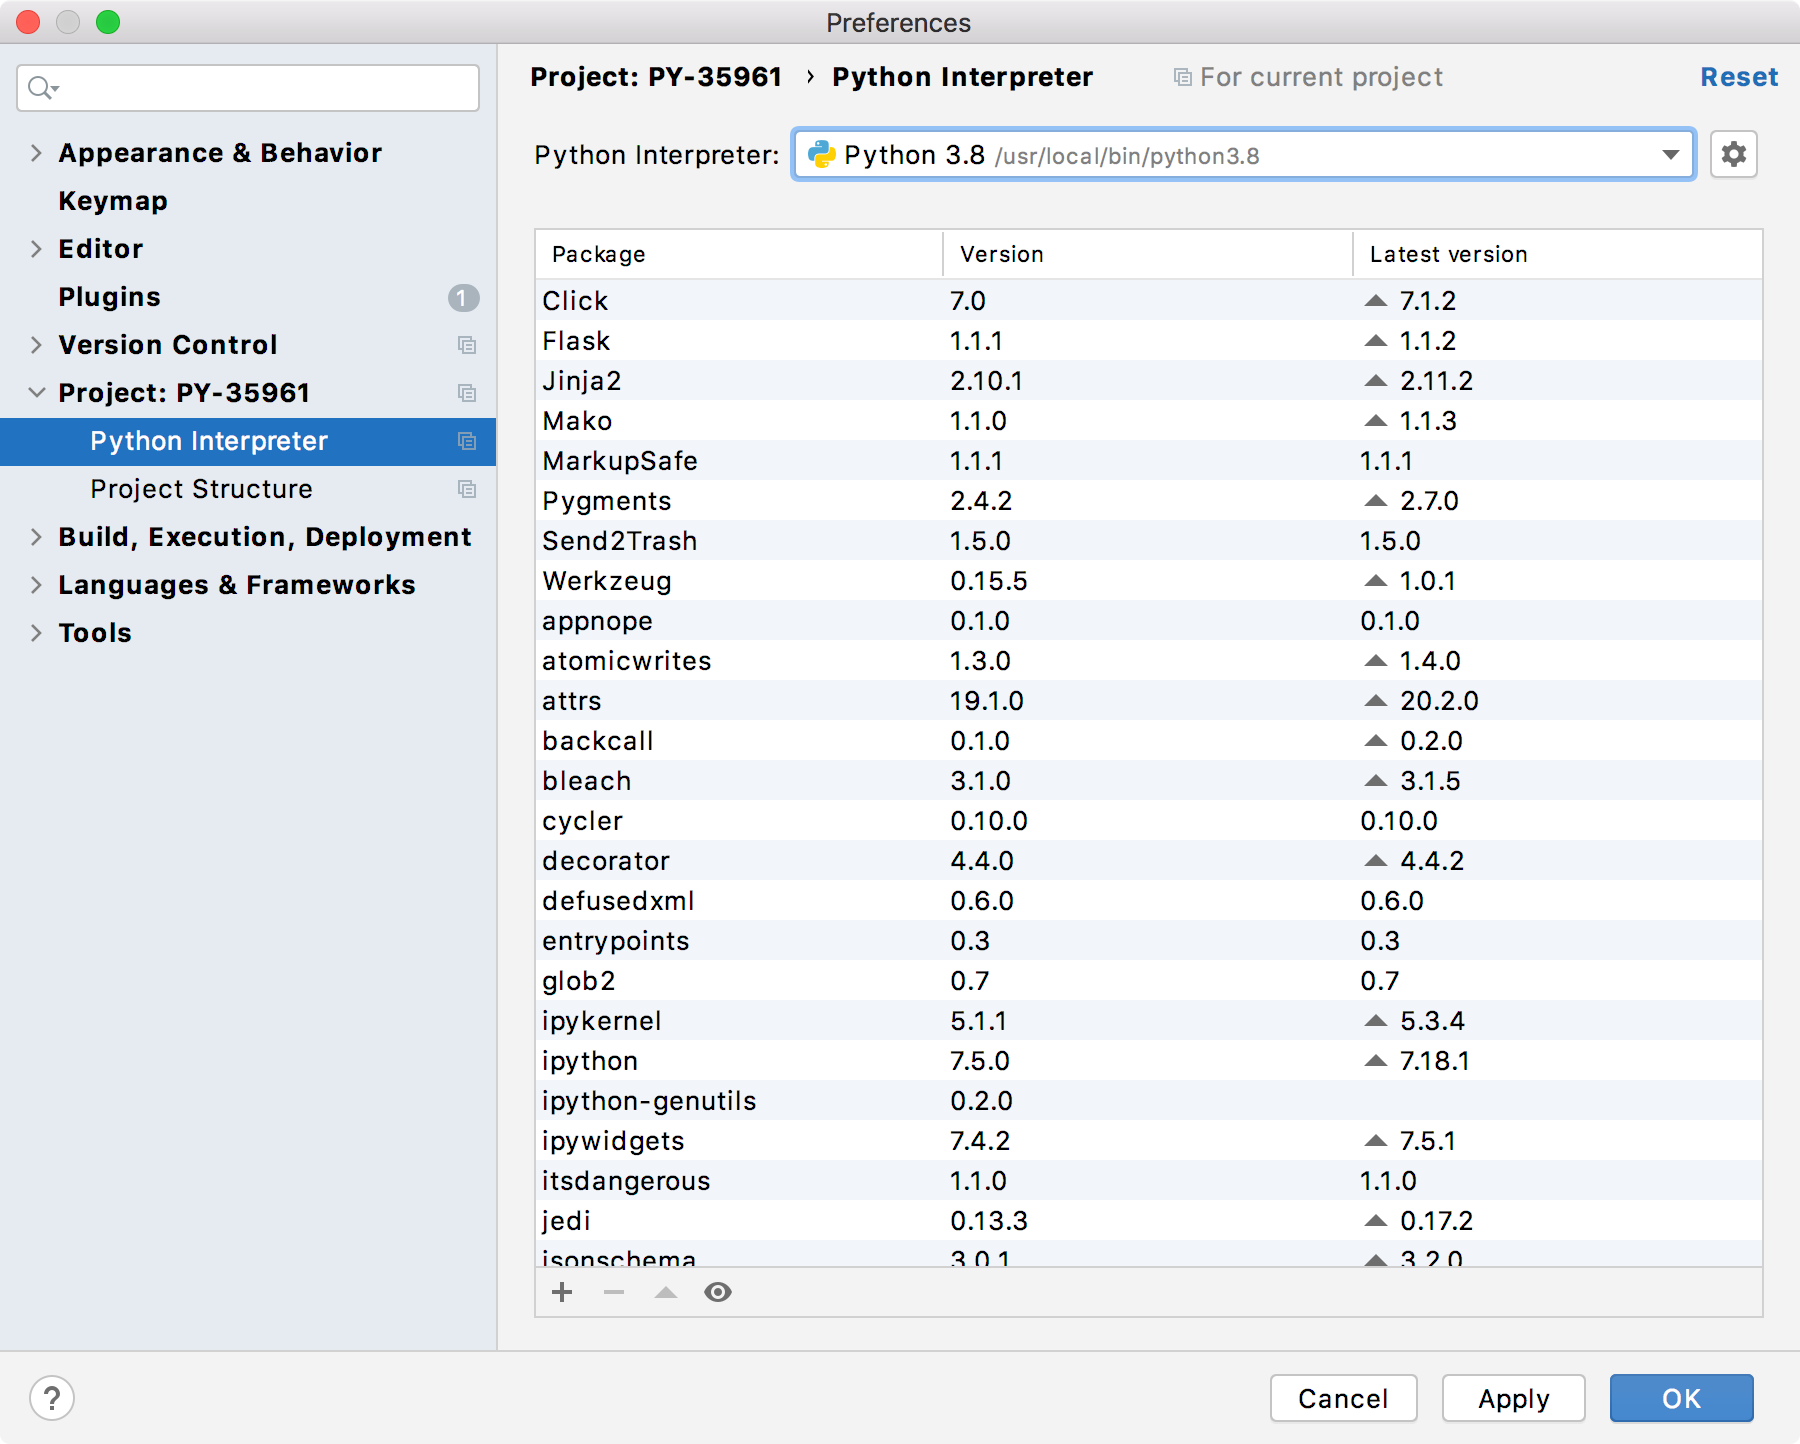 Preferences
Project: PY-35961 › Python Interpreter For current project Reset
Python Interpreter: Python 3.8 /usr/local/bin/python3.8
Appearance & Behavior
Keymap
Editor
Plugins 1
Version Control
Project: PY-35961
Python Interpreter
Project Structure
Build, Execution, Deployment
Languages & Frameworks
Tools
Package Version Latest version
Click 7.0 7.1.2
Flask 1.1.1 1.1.2
Jinja2 2.10.1 2.11.2
Mako 1.1.0 1.1.3
MarkupSafe 1.1.1 1.1.1
Pygments 2.4.2 2.7.0
Send2Trash 1.5.0 1.5.0
Werkzeug 0.15.5 1.0.1
appnope 0.1.0 0.1.0
atomicwrites 1.3.0 1.4.0
attrs 19.1.0 20.2.0
backcall 0.1.0 0.2.0
bleach 3.1.0 3.1.5
cycler 0.10.0 0.10.0
decorator 4.4.0 4.4.2
defusedxml 0.6.0 0.6.0
entrypoints 0.3 0.3
glob2 0.7 0.7
ipykernel 5.1.1 5.3.4
ipython 7.5.0 7.18.1
ipython-genutils 0.2.0
ipywidgets 7.4.2 7.5.1
itsdangerous 1.1.0 1.1.0
jedi 0.13.3 0.17.2
jsonschema 3.0.1 3.2.0
? Cancel Apply OK